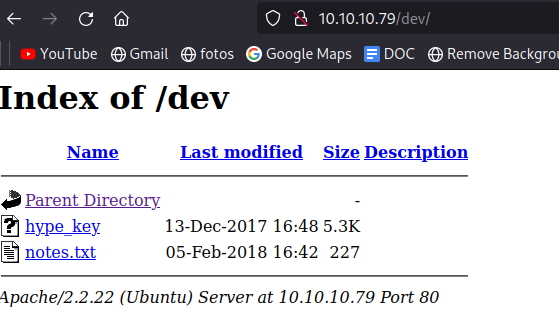 10.10.10.79/dev/
YouTube Gmail fotos Google Maps DOC Remove Backgrou
Index of /dev
Name Last modified Size Description
Parent Directory -
hype_key 13-Dec-2017 16:48 5.3K
notes.txt 05-Feb-2018 16:42 227
Apache/2.2.22 (Ubuntu) Server at 10.10.10.79 Port 80